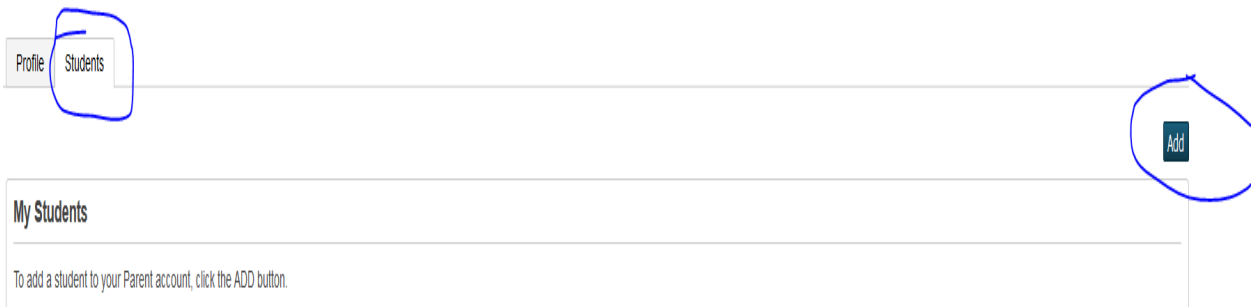 Profile Students
Add
My Students
To add a student to your Parent account, click the ADD button.